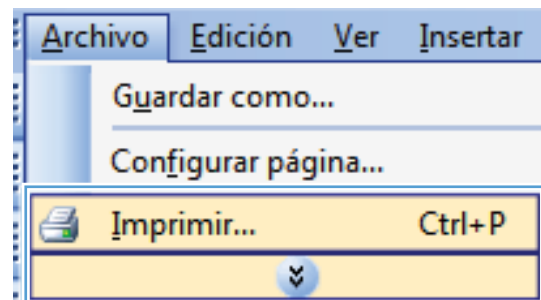 Archivo Edición Ver Insertar
Guardar como...
Configurar página...
Imprimir... Ctrl+P